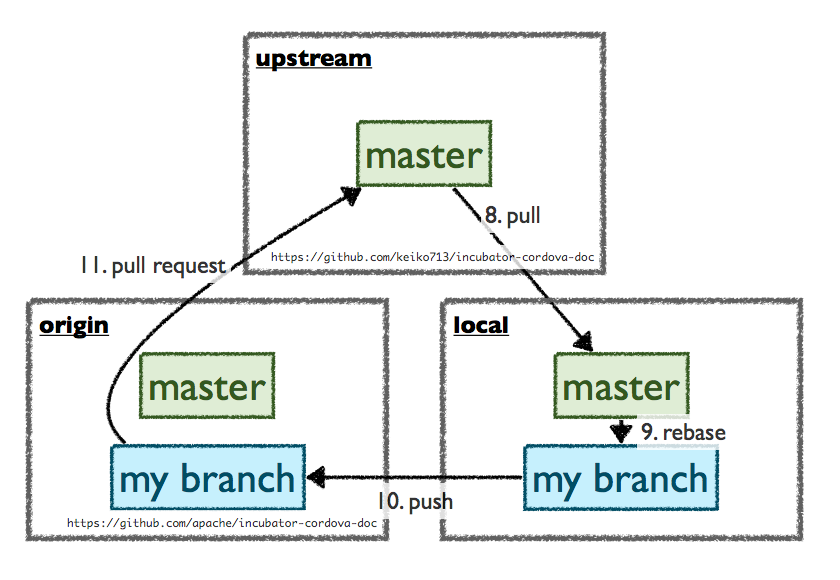 upstream
master
8. pull
https://github.com/keiko713/incubator-cordova-doc
11. pull request
origin
master
my branch
https://github.com/apache/incubator-cordova-doc
local
master
9. rebase
my branch
10. push